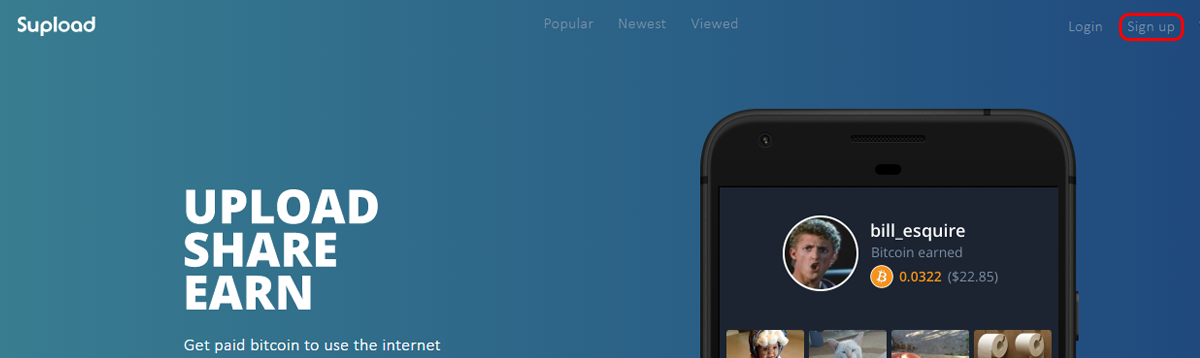 Supload
Popular Newest Viewed
Login Sign up
UPLOAD
SHARE
EARN
Get paid bitcoin to use the internet
bill_esquire
Bitcoin earned
0.0322 ($22.85)